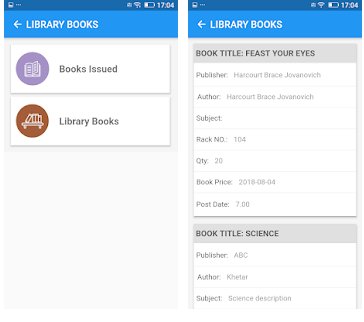 17:04
LIBRARY BOOKS
Books Issued
Library Books
17:04
LIBRARY BOOKS
BOOK TITLE: FEAST YOUR EYES
Publisher: Harcourt Brace Jovanovich
Author: Harcourt Brace Jovanovich
Subject:
Rack NO.: 104
Qty: 20
Book Price: 2018-08-04
Post Date: 7.00
BOOK TITLE: SCIENCE
Publisher: ABC
Author: Khetar
Subject: Science description